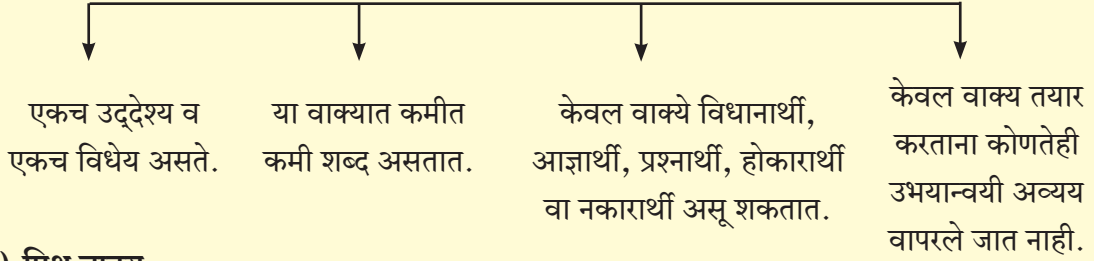 एकच उद्‌देश्य व
एकच विधेय असते.
या वाक्यात कमीत
कमी शब्द असतात.
केवल वाक्ये विधानार्थी,
आज्ञार्थी, प्रश्नार्थी, होकारार्थी
वा नकारार्थी असू शकतात.
केवल वाक्य तयार
करताना कोणतेही
उभयान्वयी अव्यय
वापरले जात नाही.